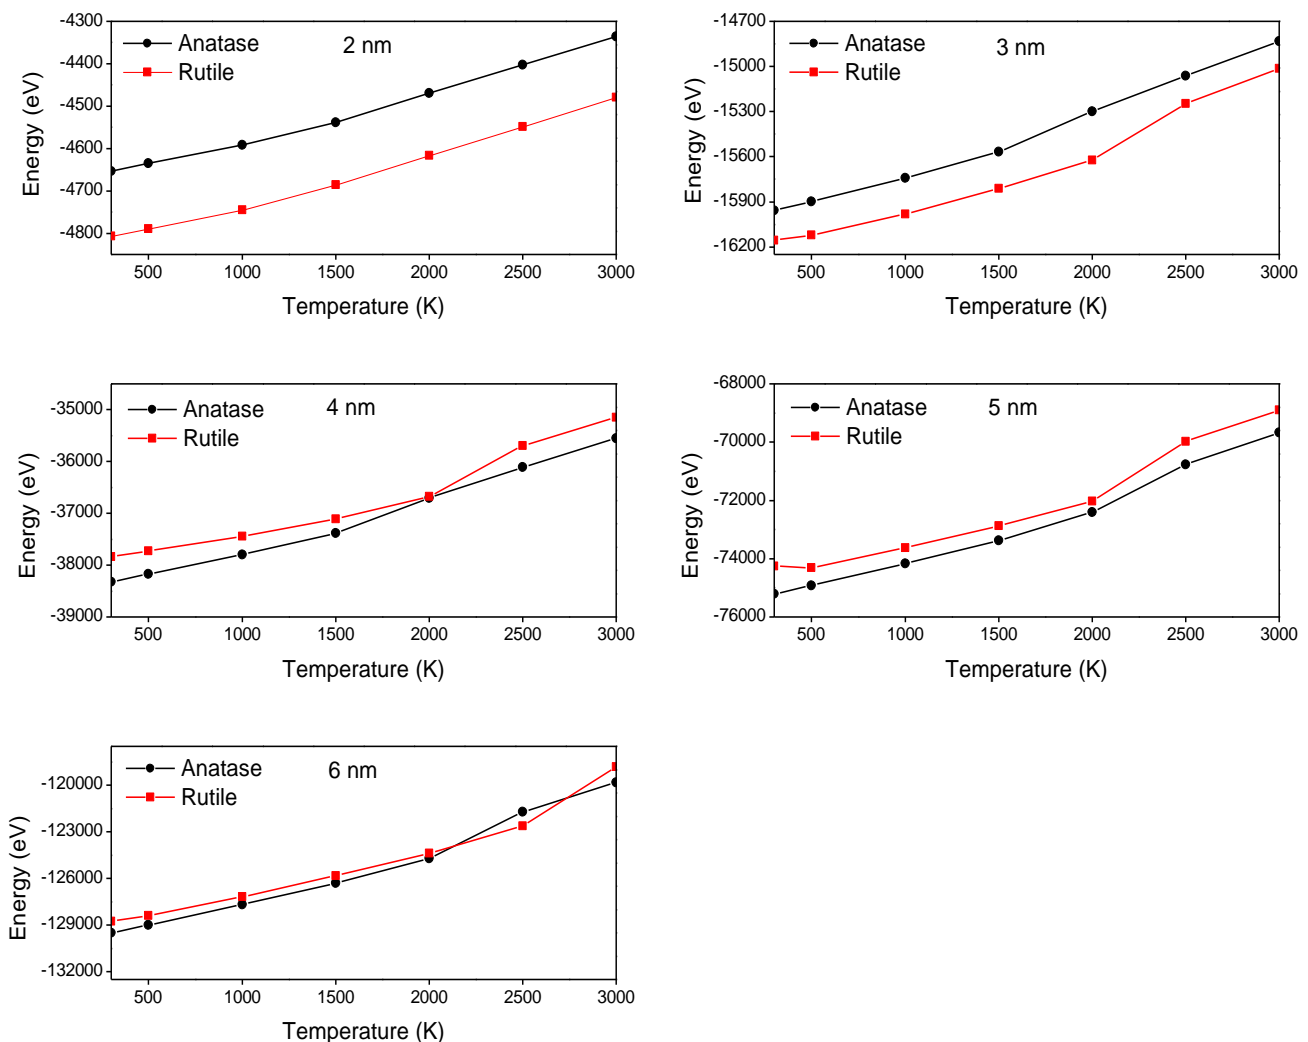 -4300
-4400
-4500
-4600
-4700
-4800
Energy (eV)
Anatase
Rutile
2 nm
500 1000 1500 2000 2500 3000
Temperature (K)
-14700
-15000
-15300
-15600
-15900
-16200
Energy (eV)
Anatase
Rutile
3 nm
500 1000 1500 2000 2500 3000
Temperature (K)
-35000
-36000
-37000
-38000
-39000
Energy (eV)
Anatase
Rutile
4 nm
500 1000 1500 2000 2500 3000
Temperature (K)
-68000
-70000
-72000
-74000
-76000
Energy (eV)
Anatase
Rutile
5 nm
500 1000 1500 2000 2500 3000
Temperature (K)
-120000
-123000
-126000
-129000
-132000
Energy (eV)
Anatase
Rutile
6 nm
500 1000 1500 2000 2500 3000
Temperature (K)